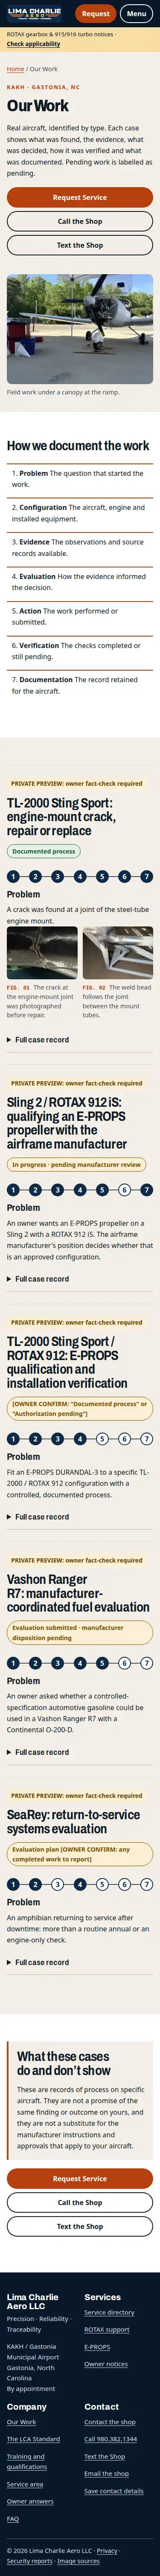 LIMA CHARLIE
AERO
Request
Menu
ROTAX gearbox & 915/916 turbo notices ·
Check applicability
Home / Our Work
KAKH · GASTONIA, NC
Our Work
Real aircraft, identified by type. Each case
shows what was found, the evidence, what
was decided, how it was verified and what
was documented. Pending work is labelled as
pending.
Request Service
Call the Shop
Text the Shop
Field work under a canopy at the ramp.
How we document the work
1. Problem The question that started the
work.
2. Configuration The aircraft, engine and
installed equipment.
3. Evidence The observations and source
records available.
4. Evaluation How the evidence informed
the decision.
5. Action The work performed or
submitted.
6. Verification The checks completed or
still pending.
7. Documentation The record retained
for the aircraft.
PRIVATE PREVIEW: owner fact-check required
TL-2000 Sting Sport:
engine-mount crack,
repair or replace
Documented process
1 2 3 4 5 6 7
Problem
A crack was found at a joint of the steel-tube
engine mount.
FIG. 01 The crack at
the engine-mount joint
was photographed
before repair.
FIG. 02 The weld bead
follows the joint
between the mount
tubes.
▶ Full case record
PRIVATE PREVIEW: owner fact-check required
Sling 2 / ROTAX 912 iS:
qualifying an E-PROPS
propeller with the
airframe manufacturer
In progress · pending manufacturer review
1 2 3 4 5 6 7
Problem
An owner wants an E-PROPS propeller on a
Sling 2 with a ROTAX 912 iS. The airframe
manufacturer's position decides whether that
is an approved configuration.
▶ Full case record
PRIVATE PREVIEW: owner fact-check required
TL-2000 Sting Sport /
ROTAX 912: E-PROPS
qualification and
installation verification
[OWNER CONFIRM: "Documented process" or
"Authorization pending"]
1 2 3 4 5 6 7
Problem
Fit an E-PROPS DURANDAL-3 to a specific TL-
2000 / ROTAX 912 configuration with a
controlled, documented process.
▶ Full case record
PRIVATE PREVIEW: owner fact-check required
Vashon Ranger
R7: manufacturer-
coordinated fuel evaluation
Evaluation submitted · manufacturer
disposition pending
1 2 3 4 5 6 7
Problem
An owner asked whether a controlled-
specification automotive gasoline could be
used in a Vashon Ranger R7 with a
Continental O-200-D.
▶ Full case record
PRIVATE PREVIEW: owner fact-check required
SeaRey: return-to-service
systems evaluation
Evaluation plan [OWNER CONFIRM: any
completed work to report]
1 2 3 4 5 6 7
Problem
An amphibian returning to service after
downtime: more than a routine annual or an
engine-only check.
▶ Full case record
What these cases
do and don't show
These are records of process on specific
aircraft. They are not a promise of the
same finding or outcome on yours, and
they are not a substitute for the
manufacturer instructions and
approvals that apply to your aircraft.
Request Service
Call the Shop
Text the Shop
Lima Charlie
Aero LLC
Precision · Reliability ·
Traceability
KAKH / Gastonia
Municipal Airport
Gastonia, North
Carolina
By appointment
Services
Service directory
ROTAX support
E-PROPS
Owner notices
Company
Our Work
The LCA Standard
Training and
qualifications
Service area
Owner answers
FAQ
Contact
Contact the shop
Call 980.382.1344
Text the Shop
Email the shop
Save contact details
© 2026 Lima Charlie Aero LLC · Privacy ·
Security reports · Image sources